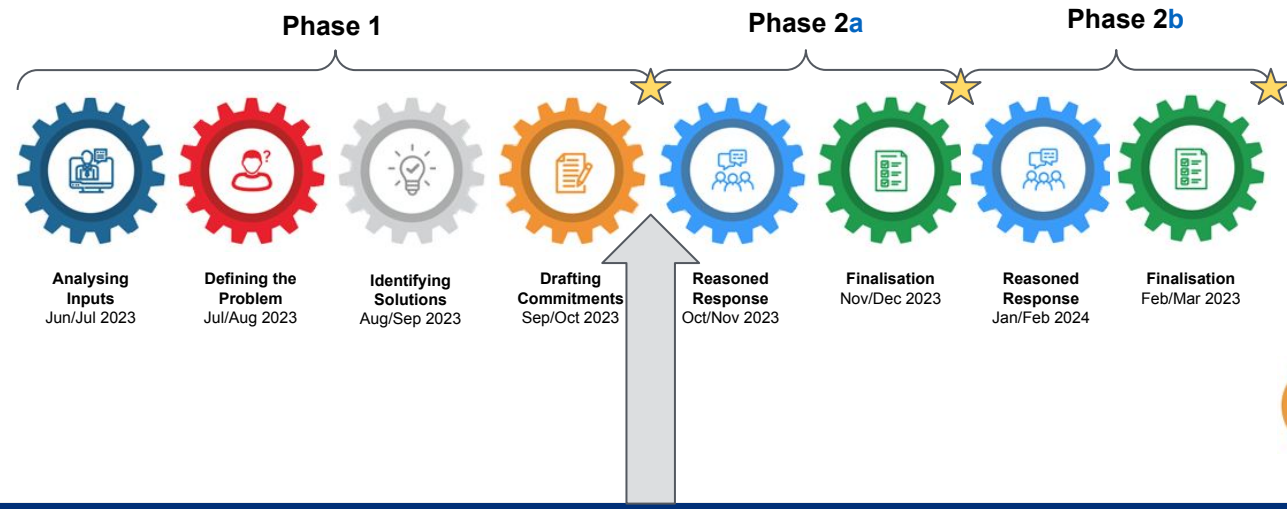 Phase 1
Phase 2a
Phase 2b
?
Analysing
Inputs
Jun/Jul 2023
Defining the
Problem
Jul/Aug 2023
Identifying
Solutions
Aug/Sep 2023
Drafting
Commitments
Sep/Oct 2023
Reasoned
Response
Oct/Nov 2023
Finalisation
Nov/Dec 2023
Reasoned
Response
Jan/Feb 2024
Finalisation
Feb/Mar 2024